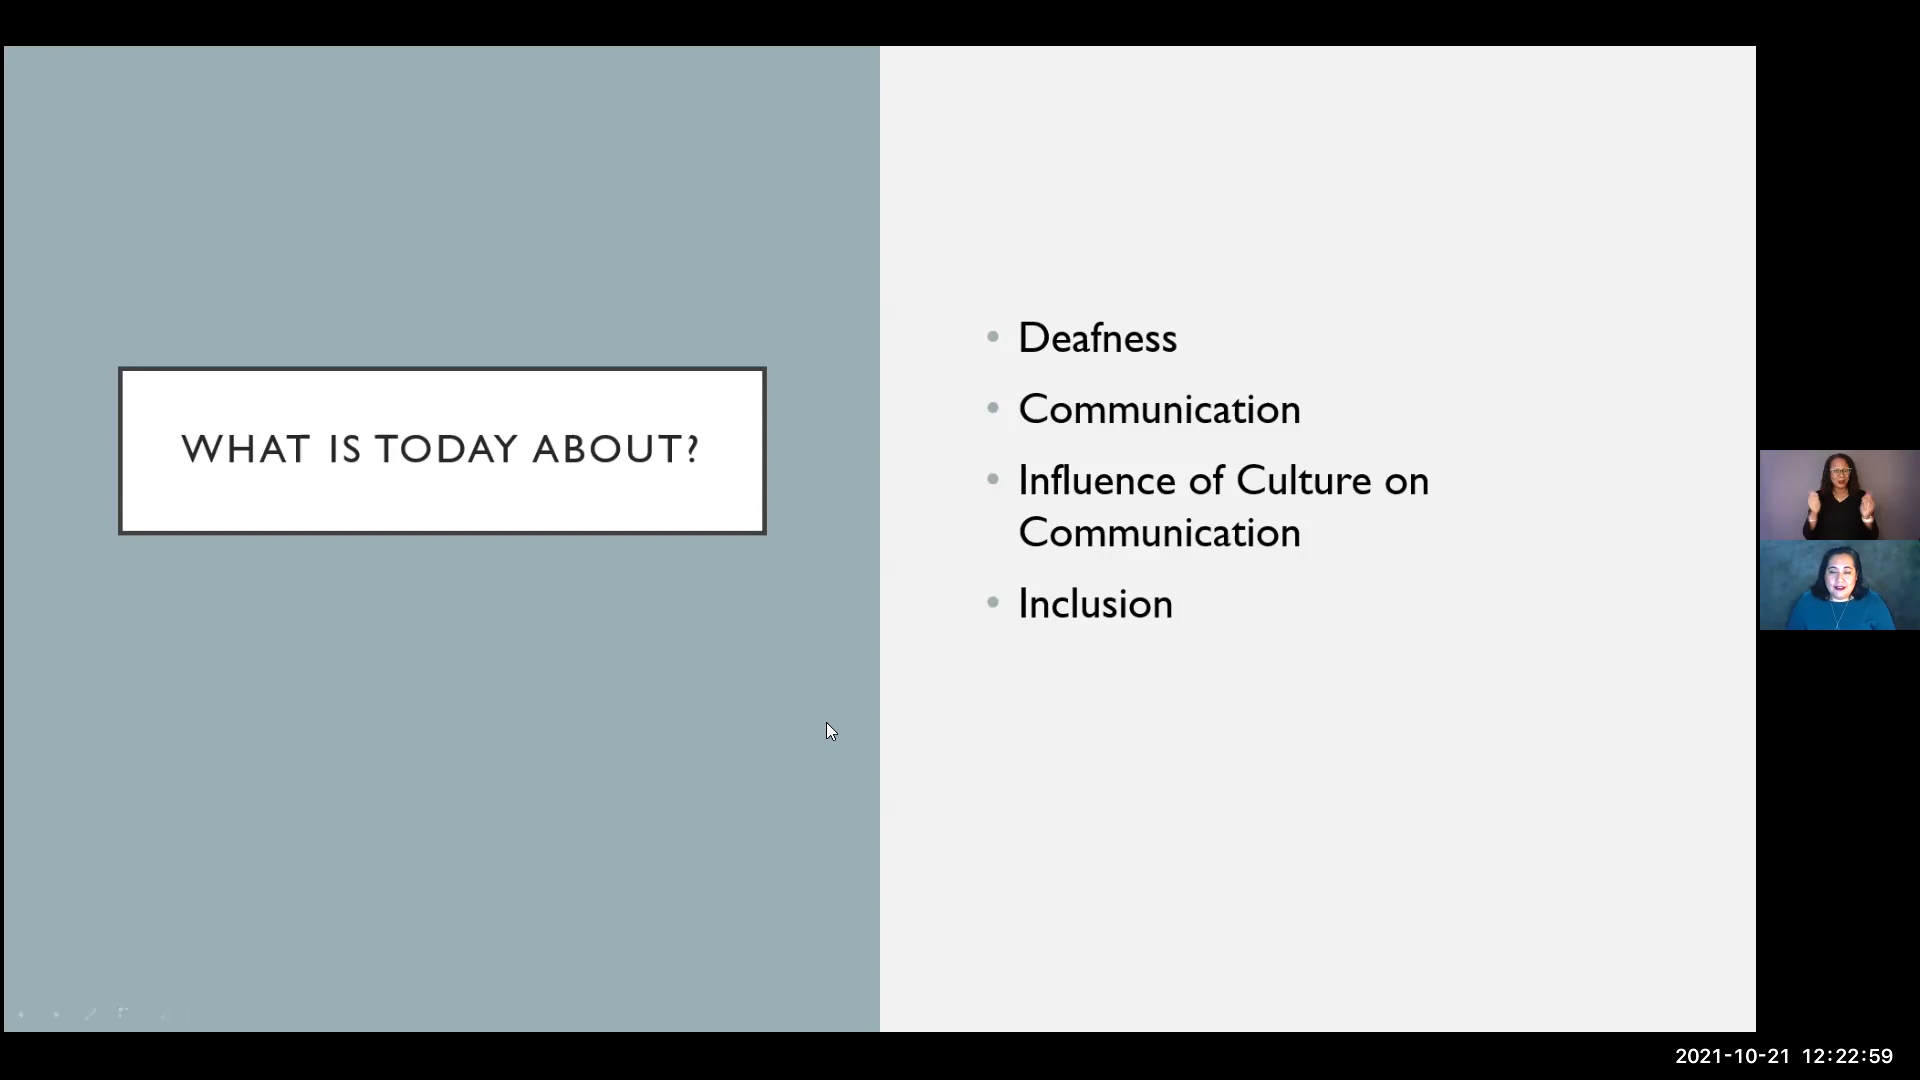 WHAT IS TODAY ABOUT?
• Deafness
• Communication
• Influence of Culture on
Communication
• Inclusion
2021-10-21 12:22:59